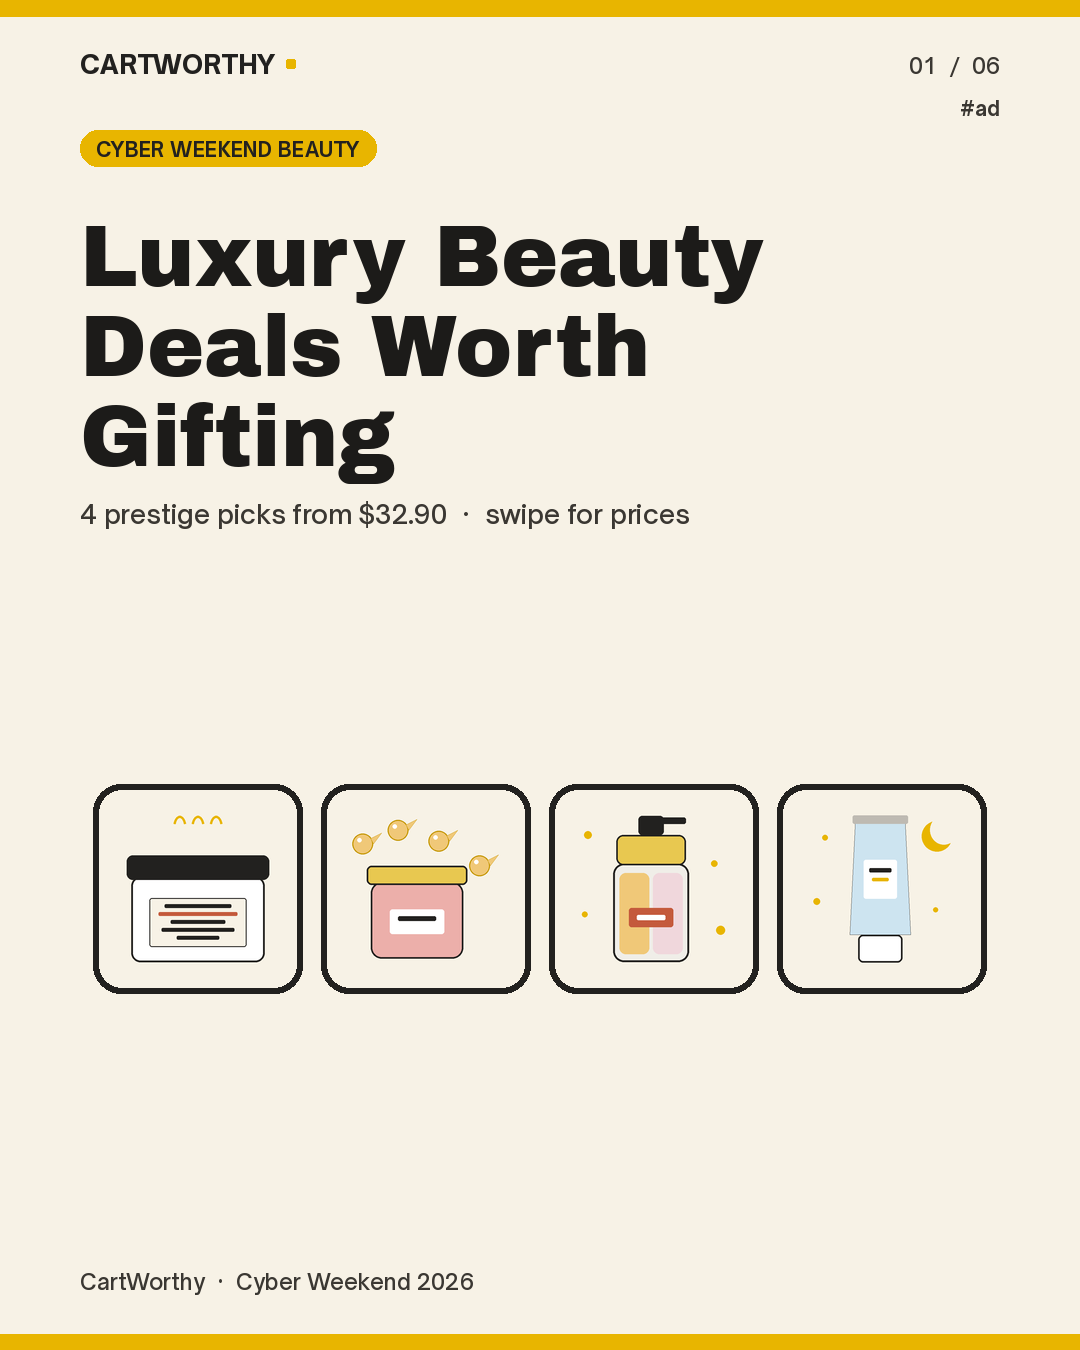 CARTWORTHY
01 / 06
#ad
CYBER WEEKEND BEAUTY
Luxury Beauty
Deals Worth
Gifting
4 prestige picks from $32.90 · swipe for prices
CartWorthy · Cyber Weekend 2026